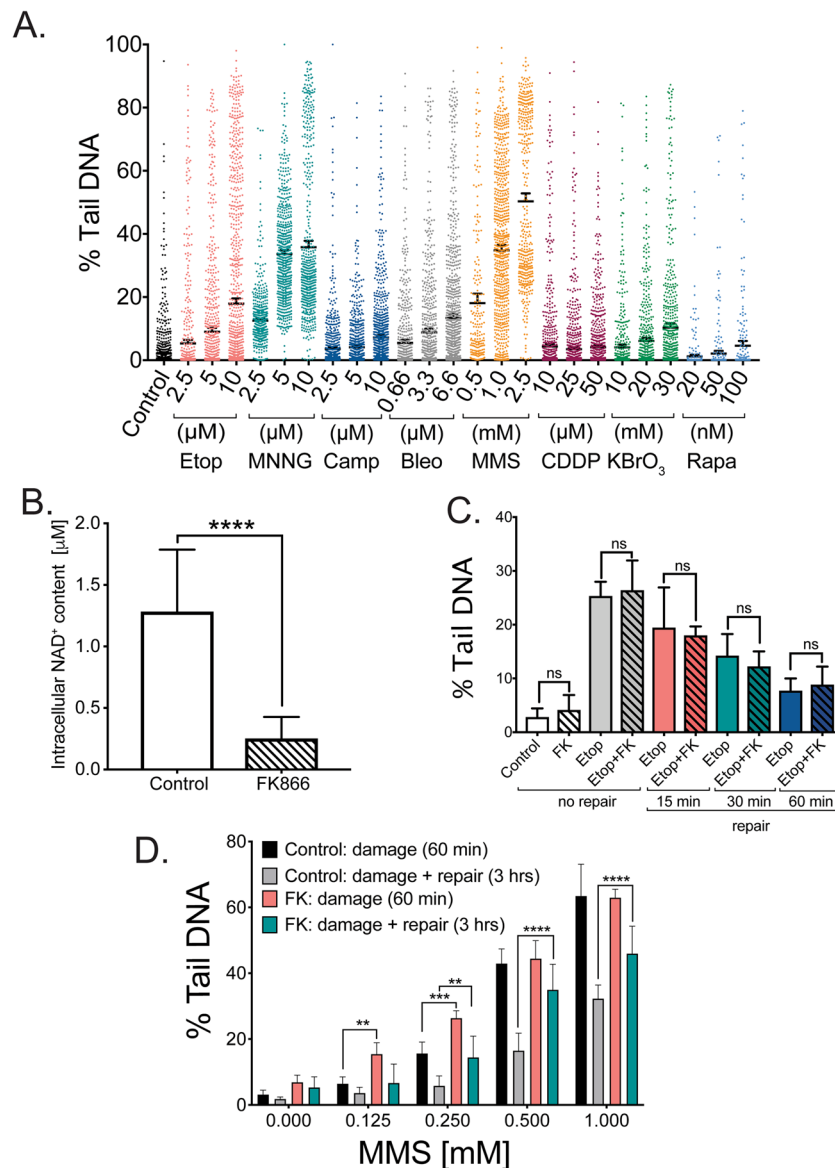 A.
% Tail DNA
100
80
60
40
20
0
Control
2.5 5 10 2.5 5 10 2.5 5 10 0.66 3.3 6.6 0.5 1.0 2.5 10 25 50 10 20 30 20 50 100
(µM) (µM) (µM) (µM) (mM) (µM) (mM) (nM)
Etop MNNG Camp Bleo MMS CDDP KBrO₃ Rapa
B.
Intracellular NAD⁺ content [µM]
2.0
1.5
1.0
0.5
0.0
****
Control FK866
C.
% Tail DNA
40
30
20
10
0
ns ns ns ns ns
Control FK Etop Etop+FK Etop Etop+FK Etop Etop+FK Etop Etop+FK
no repair 15 min 30 min 60 min
repair
D.
% Tail DNA
80
60
40
20
0
Control: damage (60 min)
Control: damage + repair (3 hrs)
FK: damage (60 min)
FK: damage + repair (3 hrs)
** *** ** **** ****
0.000 0.125 0.250 0.500 1.000
MMS [mM]